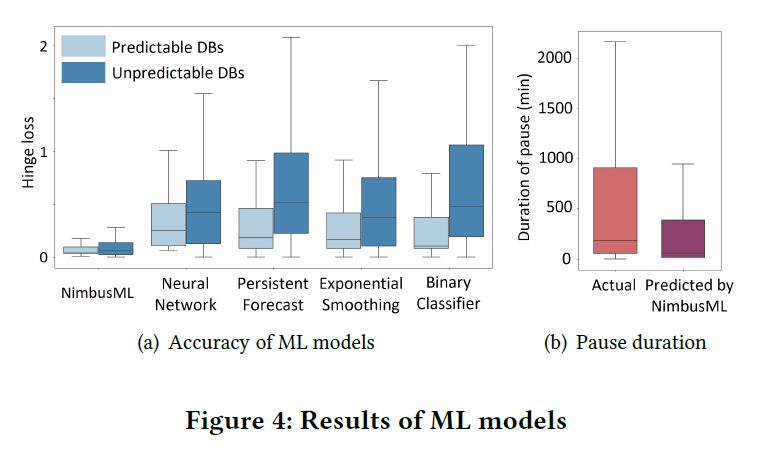 2
1
0
Hinge loss
Predictable DBs
Unpredictable DBs
NimbusML
Neural
Network
Persistent
Forecast
Exponential
Smoothing
Binary
Classifier
(a) Accuracy of ML models
2000
1500
1000
500
0
Duration of pause (min)
Actual
Predicted by
NimbusML
(b) Pause duration
Figure 4: Results of ML models